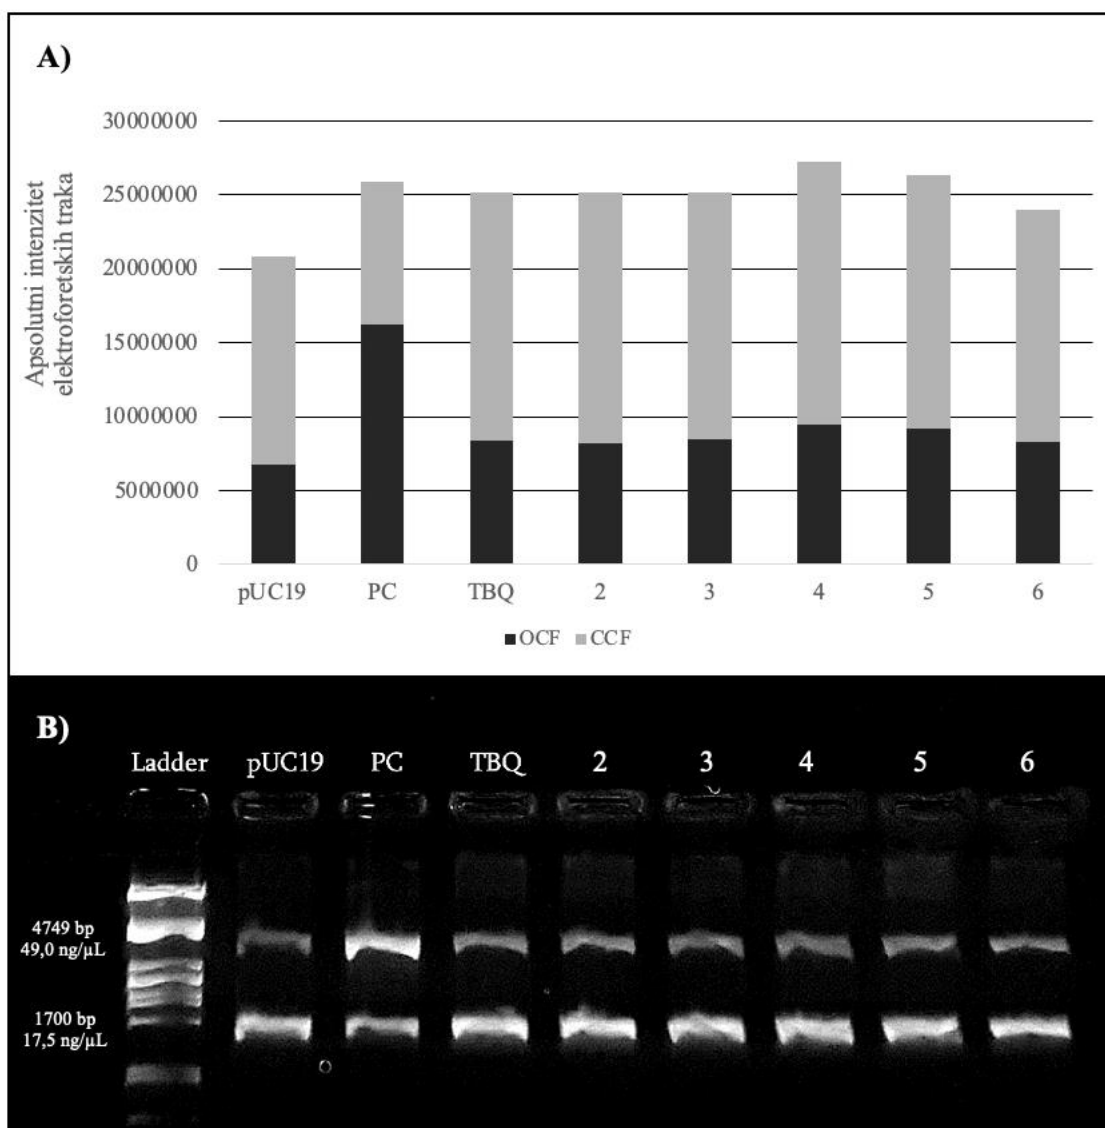 A)
Apsolutni intenzitet
elektroforetskih traka
30000000
25000000
20000000
15000000
10000000
5000000
0
pUC19 PC TBQ 2 3 4 5 6
OCF CCF
B)
Ladder pUC19 PC TBQ 2 3 4 5 6
4749 bp
49,0 ng/µL
1700 bp
17,5 ng/µL